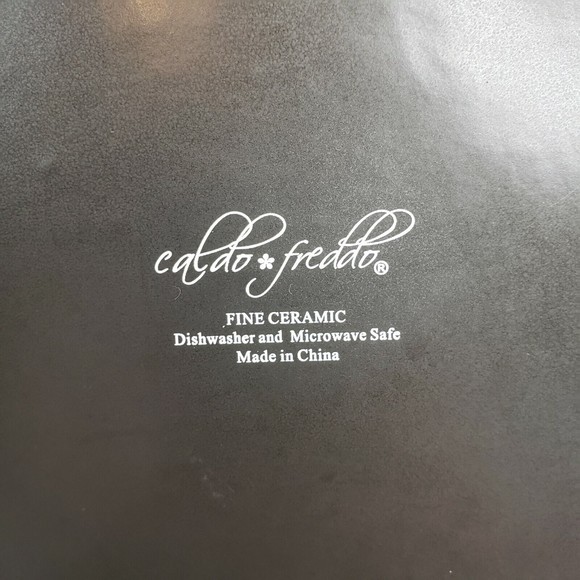 caldo * freddo®
FINE CERAMIC
Dishwasher and Microwave Safe
Made in China